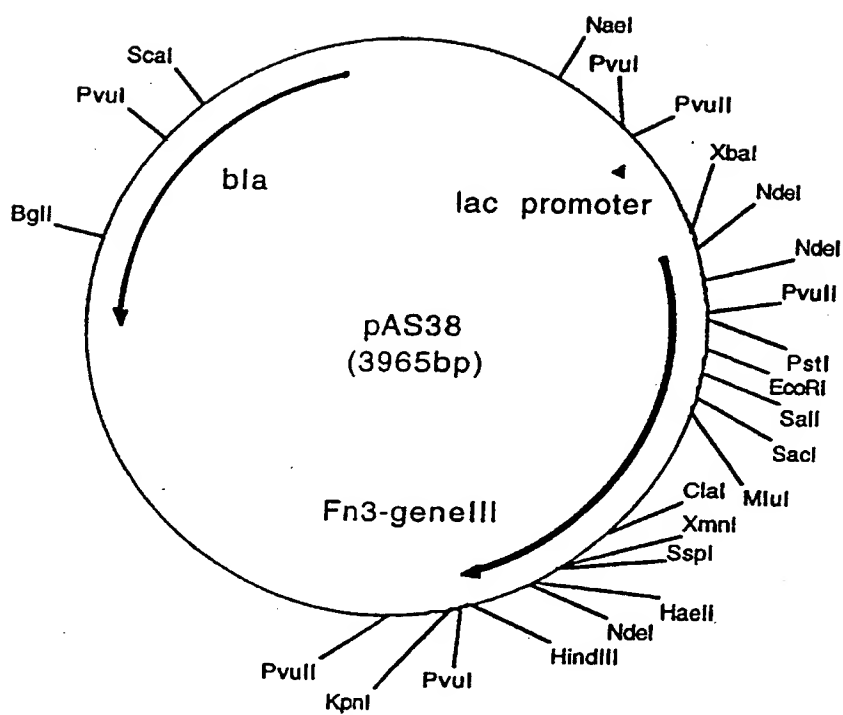 NaeI
ScaI
PvuI
PvuI
PvuII
XbaI
bla
NdeI
lac promoter
BglI
NdeI
PvuII
pAS38
(3965bp)
PstI
EcoRI
SalI
SacI
ClaI
MluI
Fn3-geneIII
XmnI
SspI
HaeII
NdeI
HindIII
PvuII
PvuI
KpnI